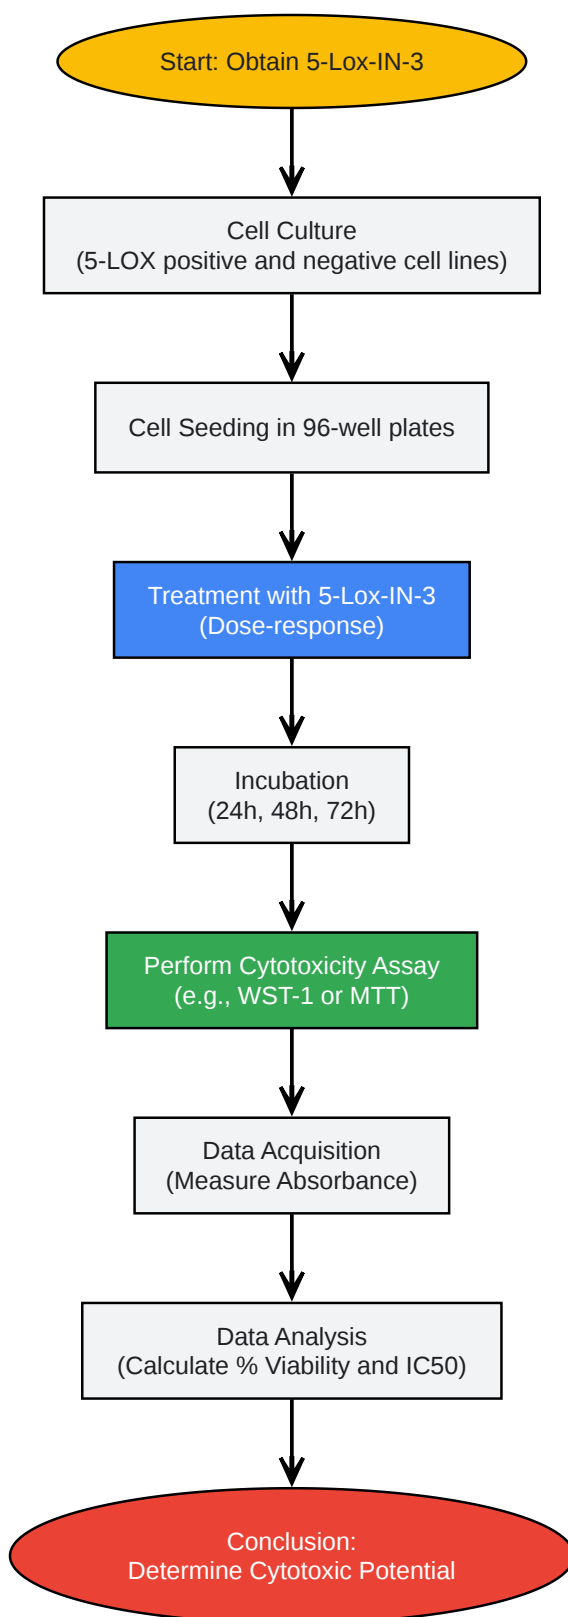 Start: Obtain 5-Lox-IN-3
Cell Culture
(5-LOX positive and negative cell lines)
Cell Seeding in 96-well plates
Treatment with 5-Lox-IN-3
(Dose-response)
Incubation
(24h, 48h, 72h)
Perform Cytotoxicity Assay
(e.g., WST-1 or MTT)
Data Acquisition
(Measure Absorbance)
Data Analysis
(Calculate % Viability and IC50)
Conclusion:
Determine Cytotoxic Potential